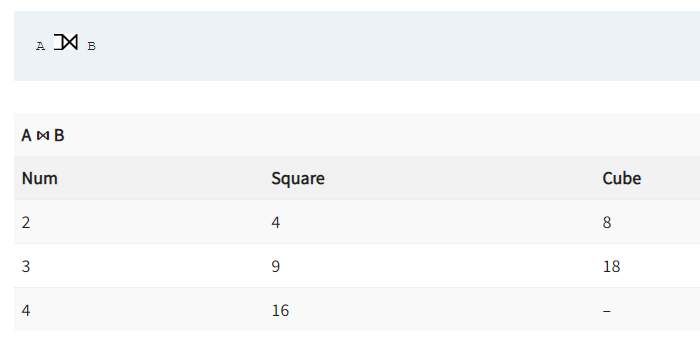 A ⟕ B
A ⋈ B
Num Square Cube
2 4 8
3 9 18
4 16 –